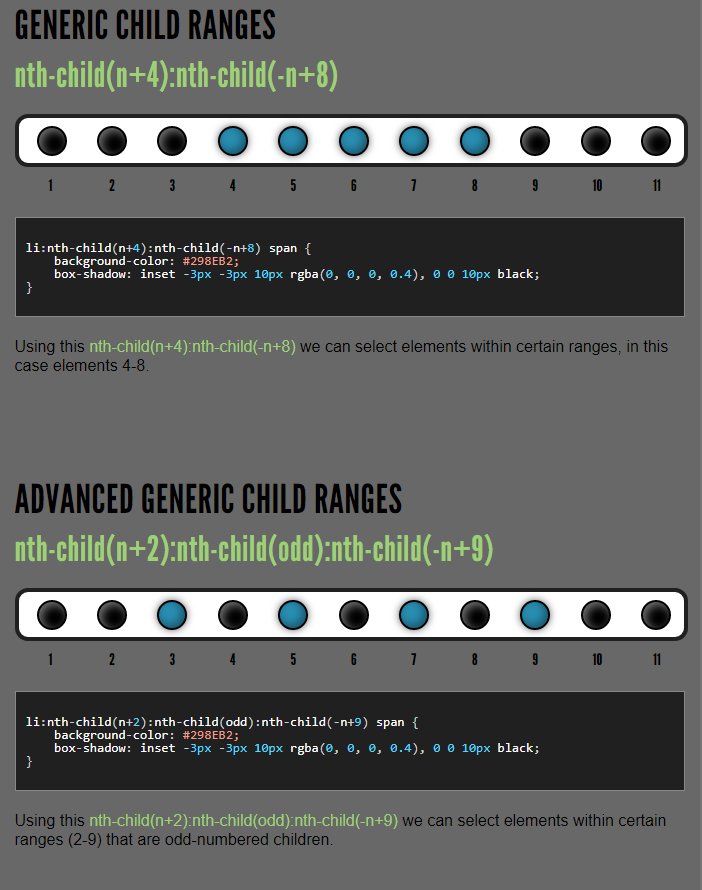 GENERIC CHILD RANGES
nth-child(n+4):nth-child(-n+8)
1 2 3 4 5 6 7 8 9 10 11
li:nth-child(n+4):nth-child(-n+8) span {
background-color: #298EB2;
box-shadow: inset -3px -3px 10px rgba(0, 0, 0, 0.4), 0 0 10px black;
}
Using this nth-child(n+4):nth-child(-n+8) we can select elements within certain ranges, in this
case elements 4-8.
ADVANCED GENERIC CHILD RANGES
nth-child(n+2):nth-child(odd):nth-child(-n+9)
1 2 3 4 5 6 7 8 9 10 11
li:nth-child(n+2):nth-child(odd):nth-child(-n+9) span {
background-color: #298EB2;
box-shadow: inset -3px -3px 10px rgba(0, 0, 0, 0.4), 0 0 10px black;
}
Using this nth-child(n+2):nth-child(odd):nth-child(-n+9) we can select elements within certain
ranges (2-9) that are odd-numbered children.